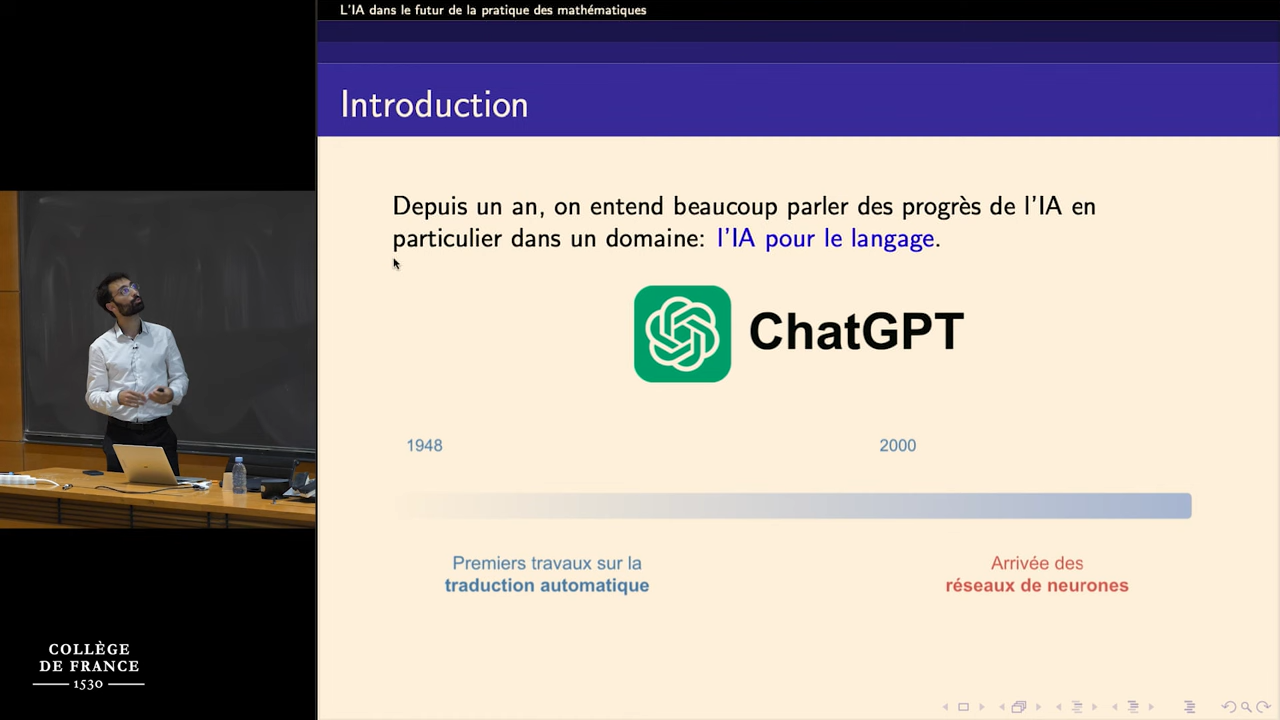 L'IA dans le futur de la pratique des mathématiques
Introduction
Depuis un an, on entend beaucoup parler des progrès de l'IA en
particulier dans un domaine: l'IA pour le langage.
ChatGPT
1948
2000
Premiers travaux sur la
traduction automatique
Arrivée des
réseaux de neurones
COLLÈGE
DE FRANCE
1530